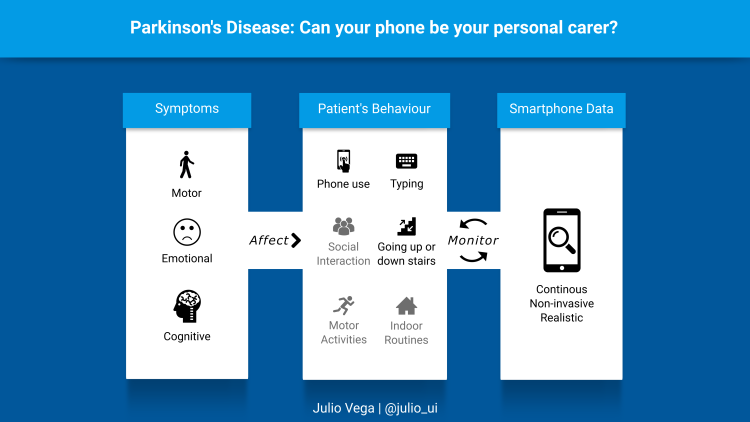 Parkinson's Disease: Can your phone be your personal carer?
Symptoms
Motor
Emotional
Cognitive
Affect
Patient's Behaviour
Phone use
Typing
Social
Interaction
Going up or
down stairs
Motor
Activities
Indoor
Routines
Monitor
Smartphone Data
Continous
Non-invasive
Realistic
Julio Vega | @julio_ui